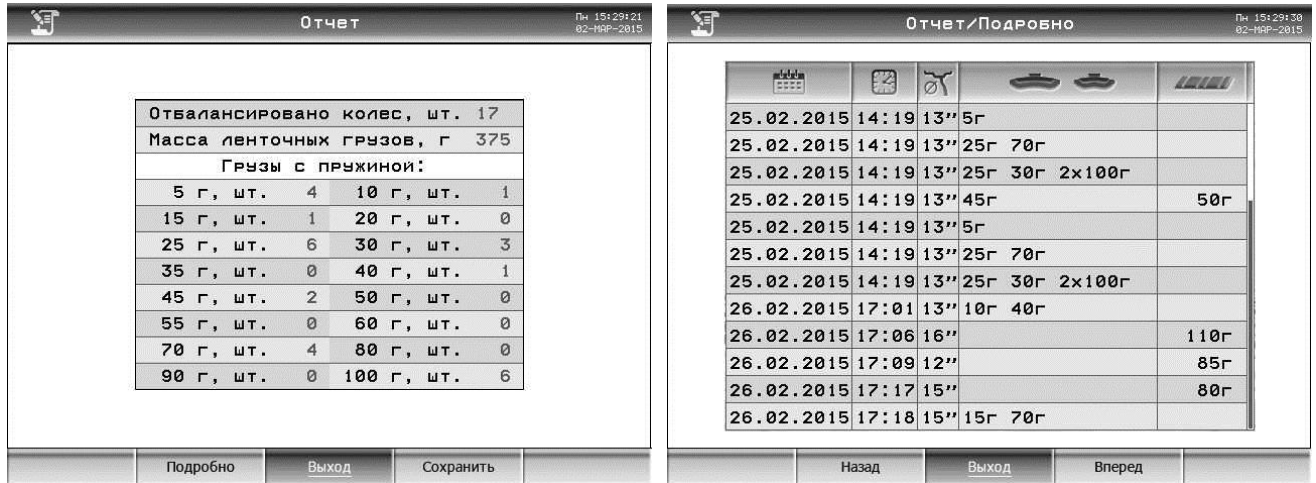 Отчет
Пн 15:29:21
02-МАР-2015
Отбалансировано колес, шт. 17
Масса ленточных грузов, г 375
Грузы с пружиной:
5 г, шт. 4 10 г, шт. 1
15 г, шт. 1 20 г, шт. 0
25 г, шт. 6 30 г, шт. 3
35 г, шт. 0 40 г, шт. 1
45 г, шт. 2 50 г, шт. 0
55 г, шт. 0 60 г, шт. 0
70 г, шт. 4 80 г, шт. 0
90 г, шт. 0 100 г, шт. 6
Подробно Выход Сохранить
Отчет/Подробно
Пн 15:29:30
02-МАР-2015
25.02.2015 14:19 13" 5г
25.02.2015 14:19 13" 25г 70г
25.02.2015 14:19 13" 25г 30г 2x100г
25.02.2015 14:19 13" 45г 50г
25.02.2015 14:19 13" 5г
25.02.2015 14:19 13" 25г 70г
25.02.2015 14:19 13" 25г 30г 2x100г
26.02.2015 17:01 13" 10г 40г
26.02.2015 17:06 16" 110г
26.02.2015 17:09 12" 85г
26.02.2015 17:17 15" 80г
26.02.2015 17:18 15" 15г 70г
Назад Выход Вперед